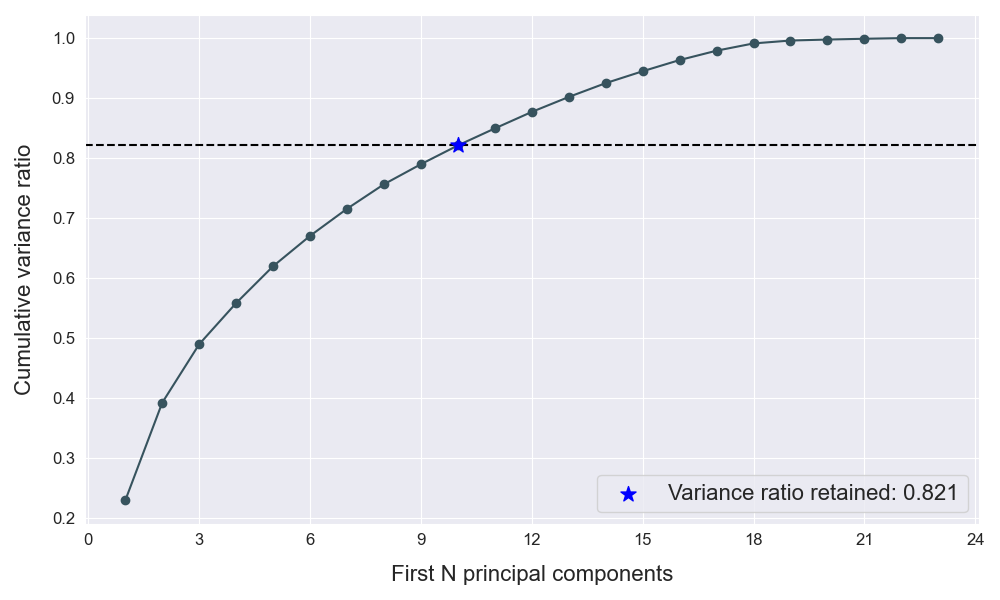 1.0
0.9
0.8
0.7
0.6
0.5
0.4
0.3
0.2
Cumulative variance ratio
Variance ratio retained: 0.821
0 3 6 9 12 15 18 21 24
First N principal components